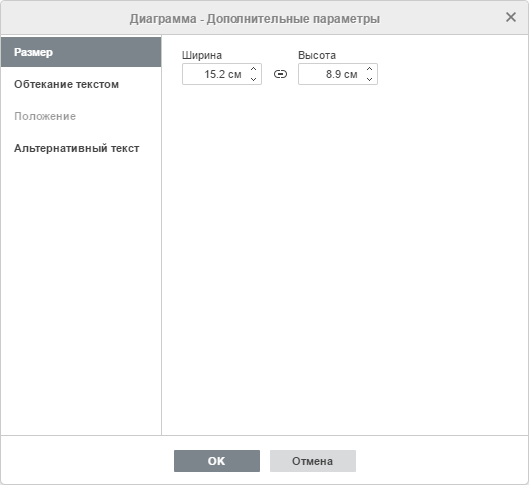 Диаграмма - Дополнительные параметры
Размер
Обтекание текстом
Положение
Альтернативный текст
Ширина
Высота
15.2 см
8.9 см
OK
Отмена